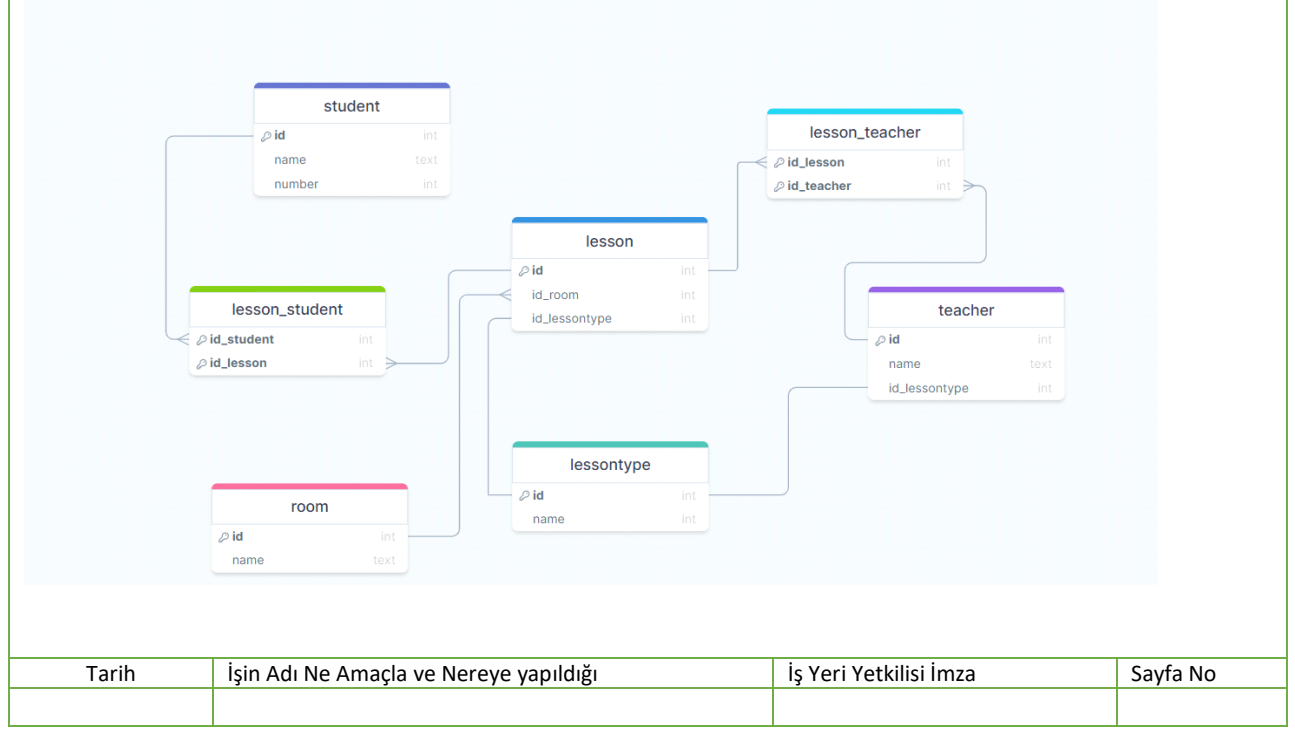 student
id int
name text
number int
lesson_teacher
id_lesson int
id_teacher int
lesson
id int
id_room int
id_lessontype int
lesson_student
id_student int
id_lesson int
teacher
id int
name text
id_lessontype int
lessontype
id int
name int
room
id int
name text
Tarih İşin Adı Ne Amaçla ve Nereye yapıldığı İş Yeri Yetkilisi İmza Sayfa No